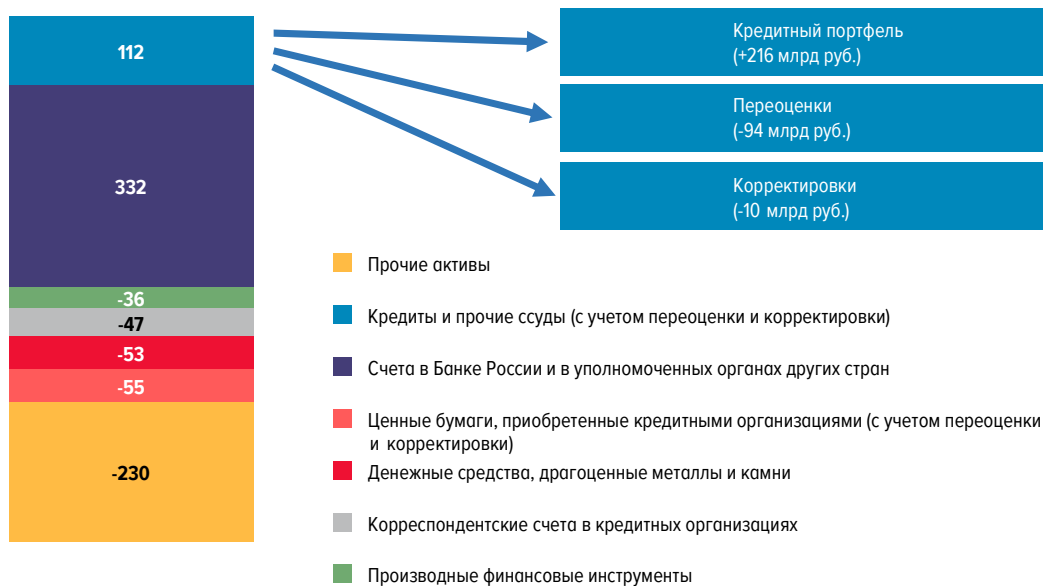 112
332
-36
-47
-53
-55
-230
Кредитный портфель
(+216 млрд руб.)
Переоценки
(-94 млрд руб.)
Корректировки
(-10 млрд руб.)
Прочие активы
Кредиты и прочие ссуды (с учетом переоценки и корректировки)
Счета в Банке России и в уполномоченных органах других стран
Ценные бумаги, приобретенные кредитными организациями (с учетом переоценки
и корректировки)
Денежные средства, драгоценные металлы и камни
Корреспондентские счета в кредитных организациях
Производные финансовые инструменты